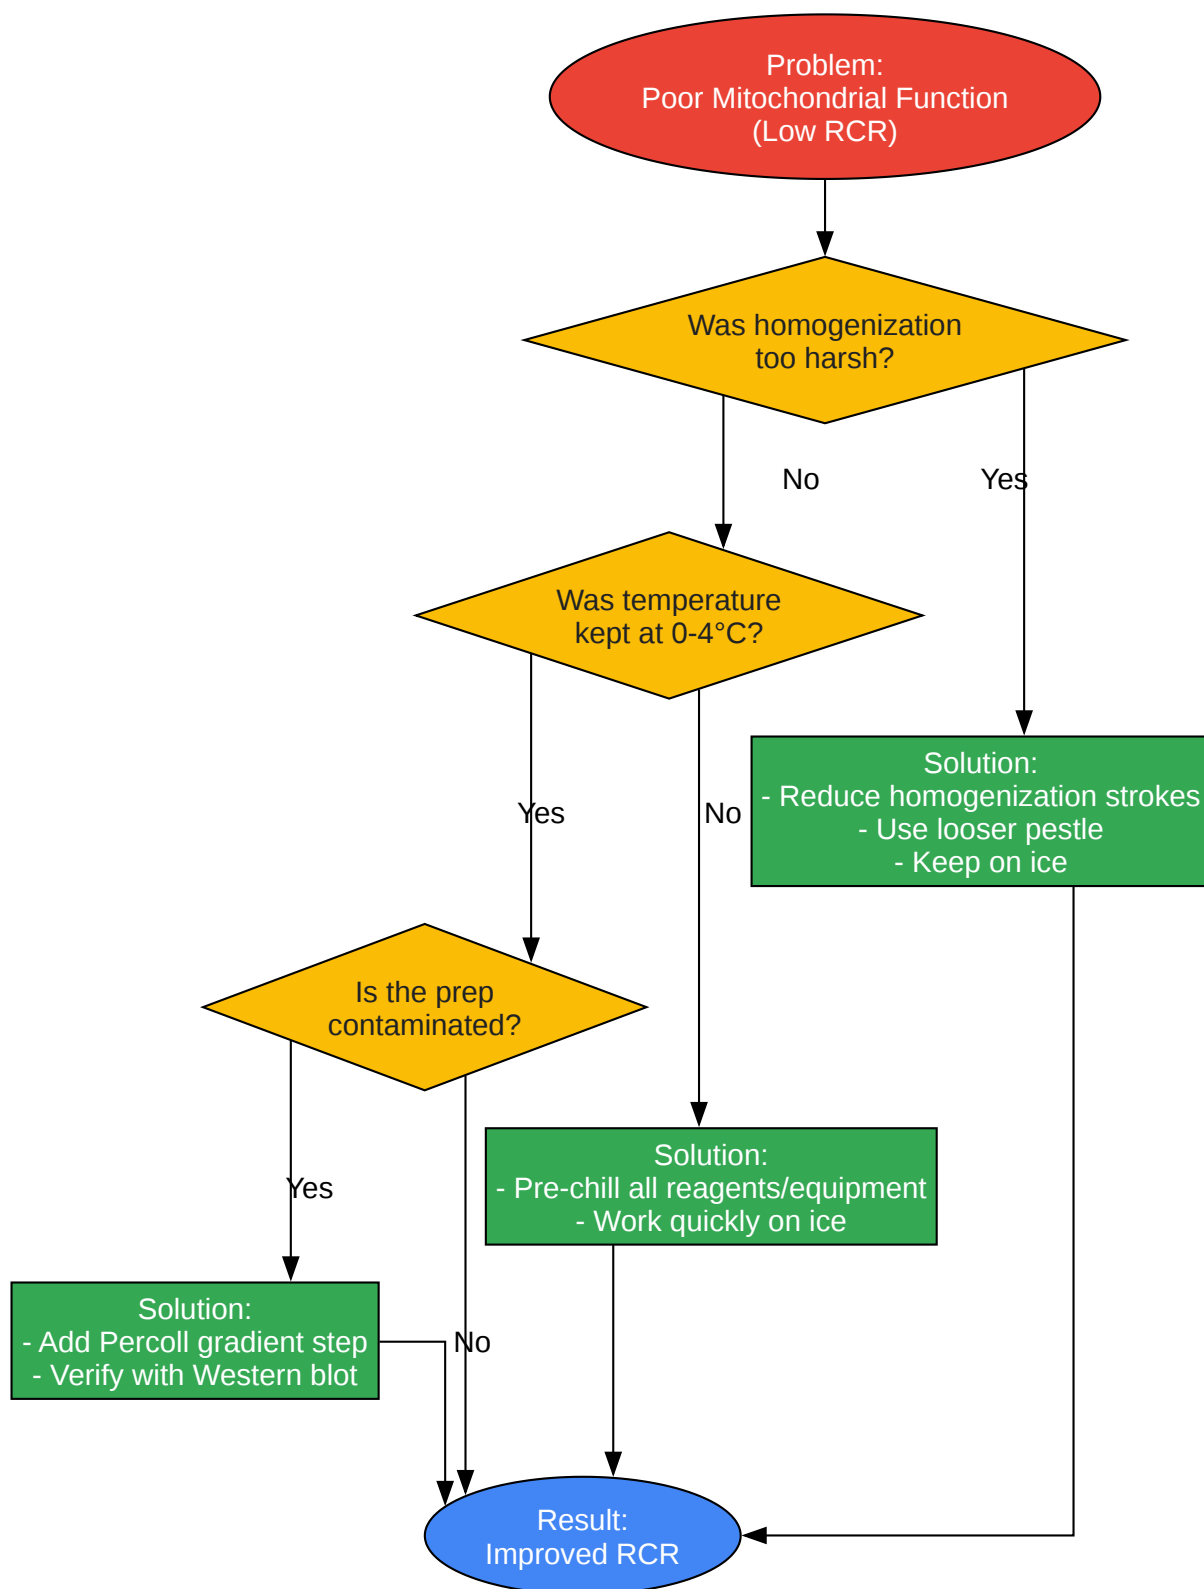 Problem:
Poor Mitochondrial Function
(Low RCR)
Was homogenization
too harsh?
No
Yes
Was temperature
kept at 0-4°C?
Solution:
- Reduce homogenization strokes
- Use looser pestle
- Keep on ice
Yes
No
Is the prep
contaminated?
Solution:
- Pre-chill all reagents/equipment
- Work quickly on ice
Yes
Solution:
- Add Percoll gradient step
- Verify with Western blot
No
Result:
Improved RCR